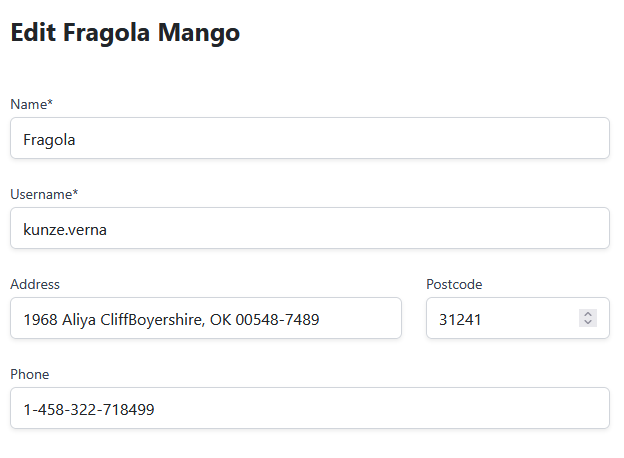 Edit Fragola Mango
Name*
Fragola
Username*
kunze.verna
Address
Postcode
1968 Aliya CliffBoyershire, OK 00548-7489
31241
Phone
1-458-322-718499